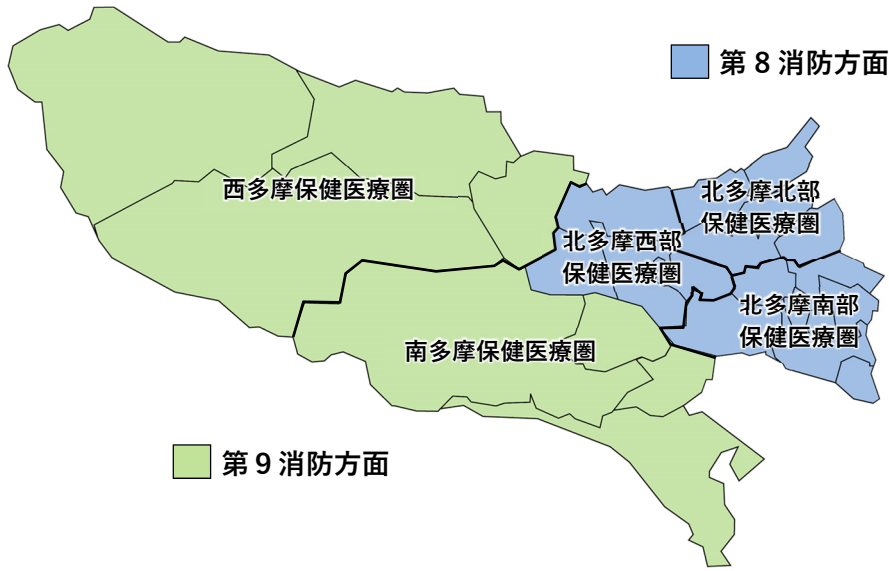 第8消防方面
西多摩保健医療圏
北多摩北部
保健医療圏
北多摩西部
保健医療圏
北多摩南部
保健医療圏
南多摩保健医療圏
第9消防方面